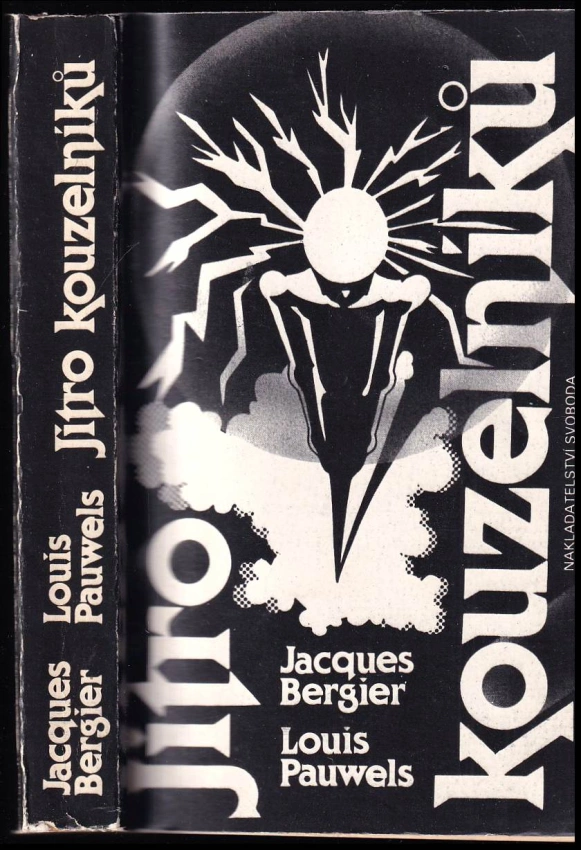 Jacques
Bergier
Louis
Pauwels
Jitro kouzelníků
Jitro
kouzelníků
Jacques
Bergier
Louis
Pauwels
NAKLADATELSTVÍ SVOBODA